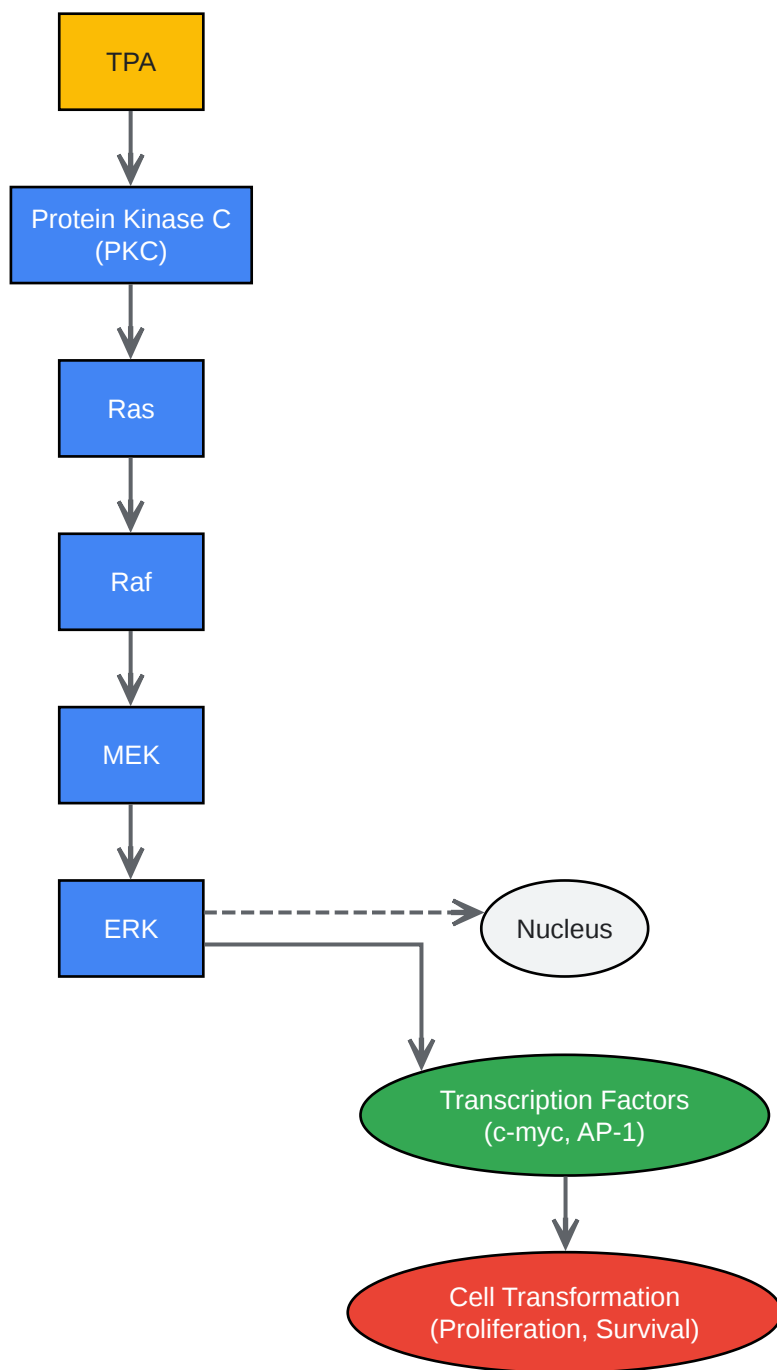 TPA
Protein Kinase C
(PKC)
Ras
Raf
MEK
ERK
Nucleus
Transcription Factors
(c-myc, AP-1)
Cell Transformation
(Proliferation, Survival)